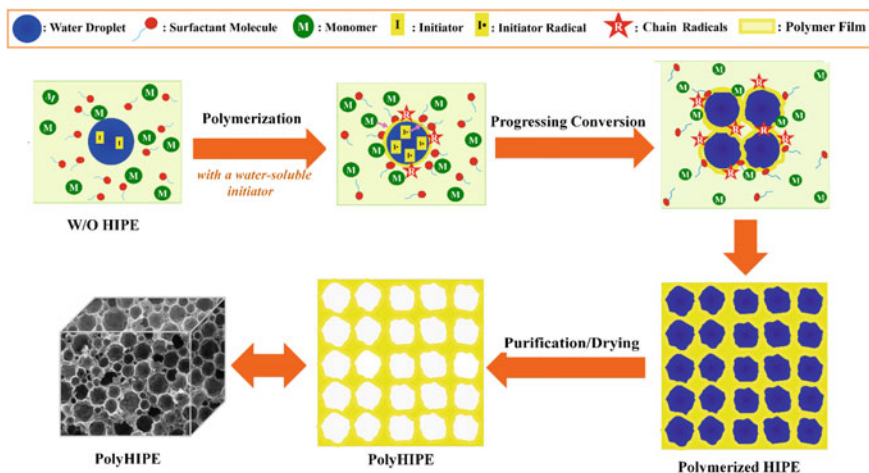 : Water Droplet : Surfactant Molecule M : Monomer I : Initiator I• : Initiator Radical R : Chain Radicals : Polymer Film
Polymerization
with a water-soluble
initiator
Progressing Conversion
W/O HIPE
Purification/Drying
PolyHIPE
PolyHIPE
Polymerized HIPE